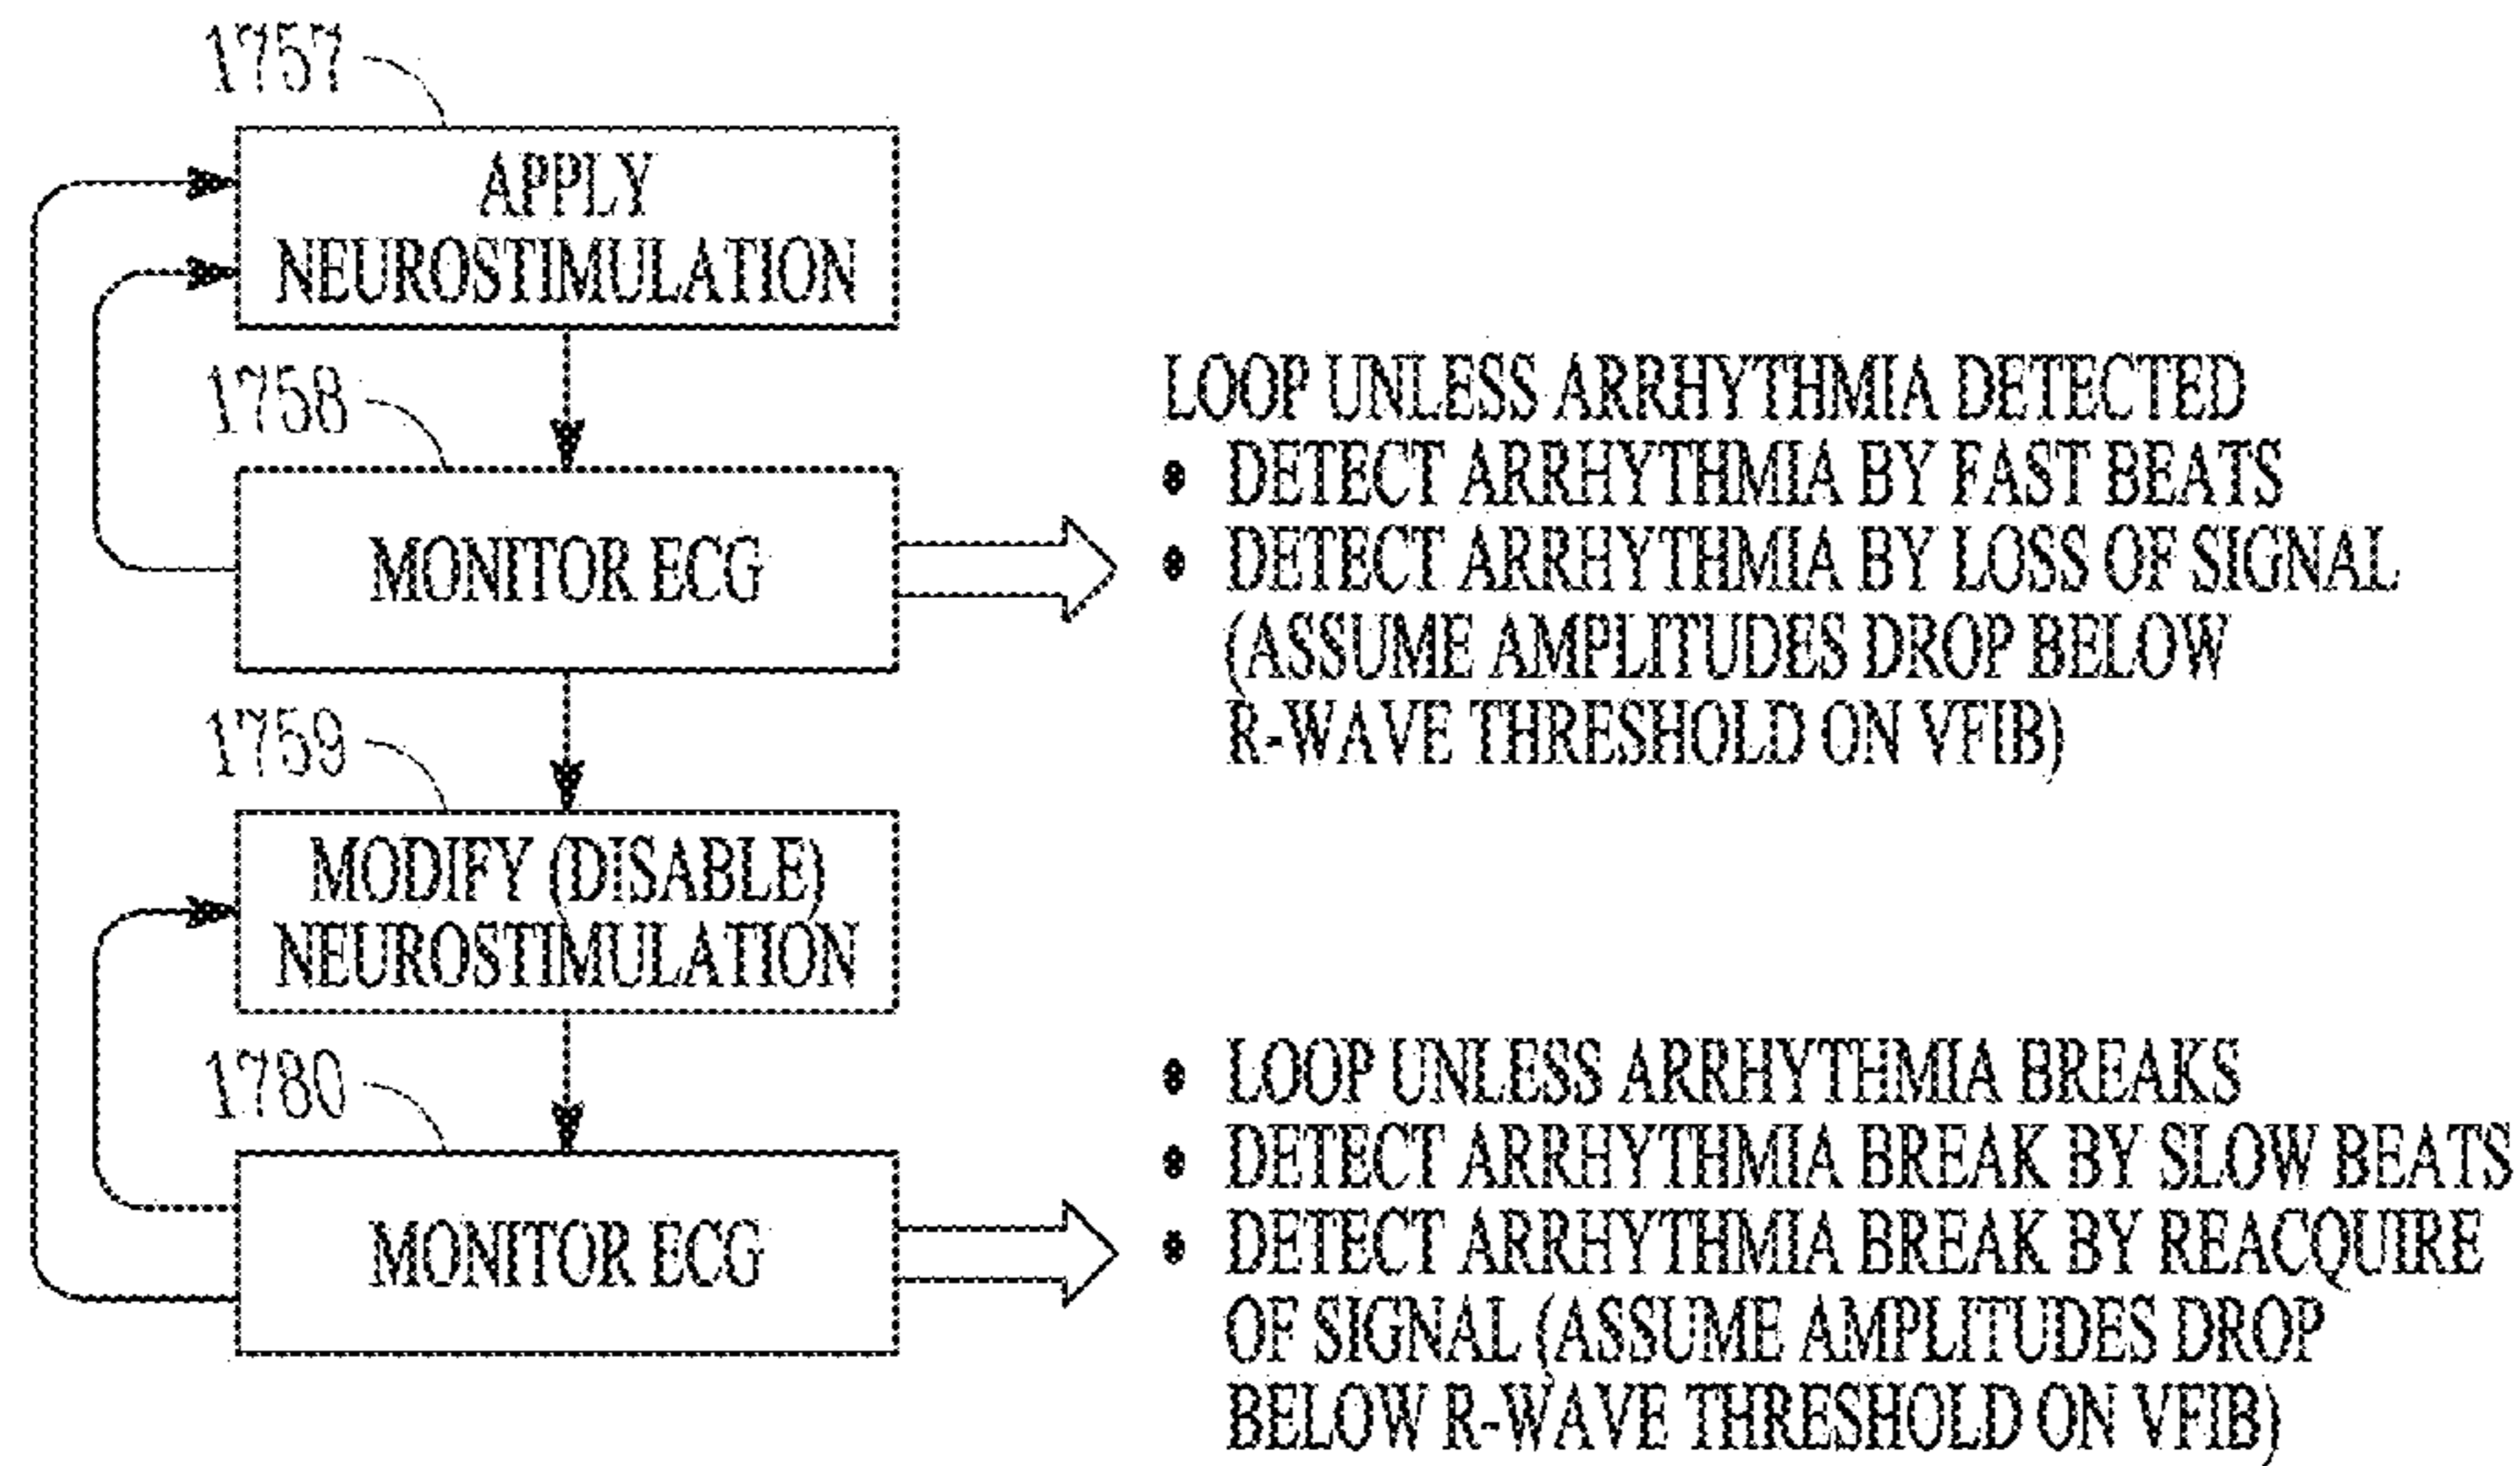 1757
APPLY
NEUROSTIMULATION
1758
MONITOR ECG
LOOP UNLESS ARRHYTHMIA DETECTED
• DETECT ARRHYTHMIA BY FAST BEATS
• DETECT ARRHYTHMIA BY LOSS OF SIGNAL
(ASSUME AMPLITUDES DROP BELOW
R-WAVE THRESHOLD ON VFIB)
1759
MODIFY (DISABLE)
NEUROSTIMULATION
1780
MONITOR ECG
• LOOP UNLESS ARRHYTHMIA BREAKS
• DETECT ARRHYTHMIA BREAK BY SLOW BEATS
• DETECT ARRHYTHMIA BREAK BY REACQUIRE
OF SIGNAL (ASSUME AMPLITUDES DROP
BELOW R-WAVE THRESHOLD ON VFIB)